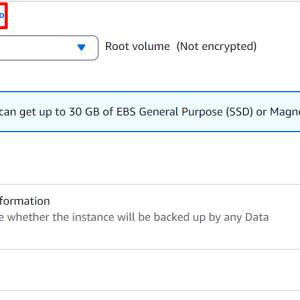 Root volume (Not encrypted)
can get up to 30 GB of EBS General Purpose (SSD) or Magne
formation
e whether the instance will be backed up by any Data